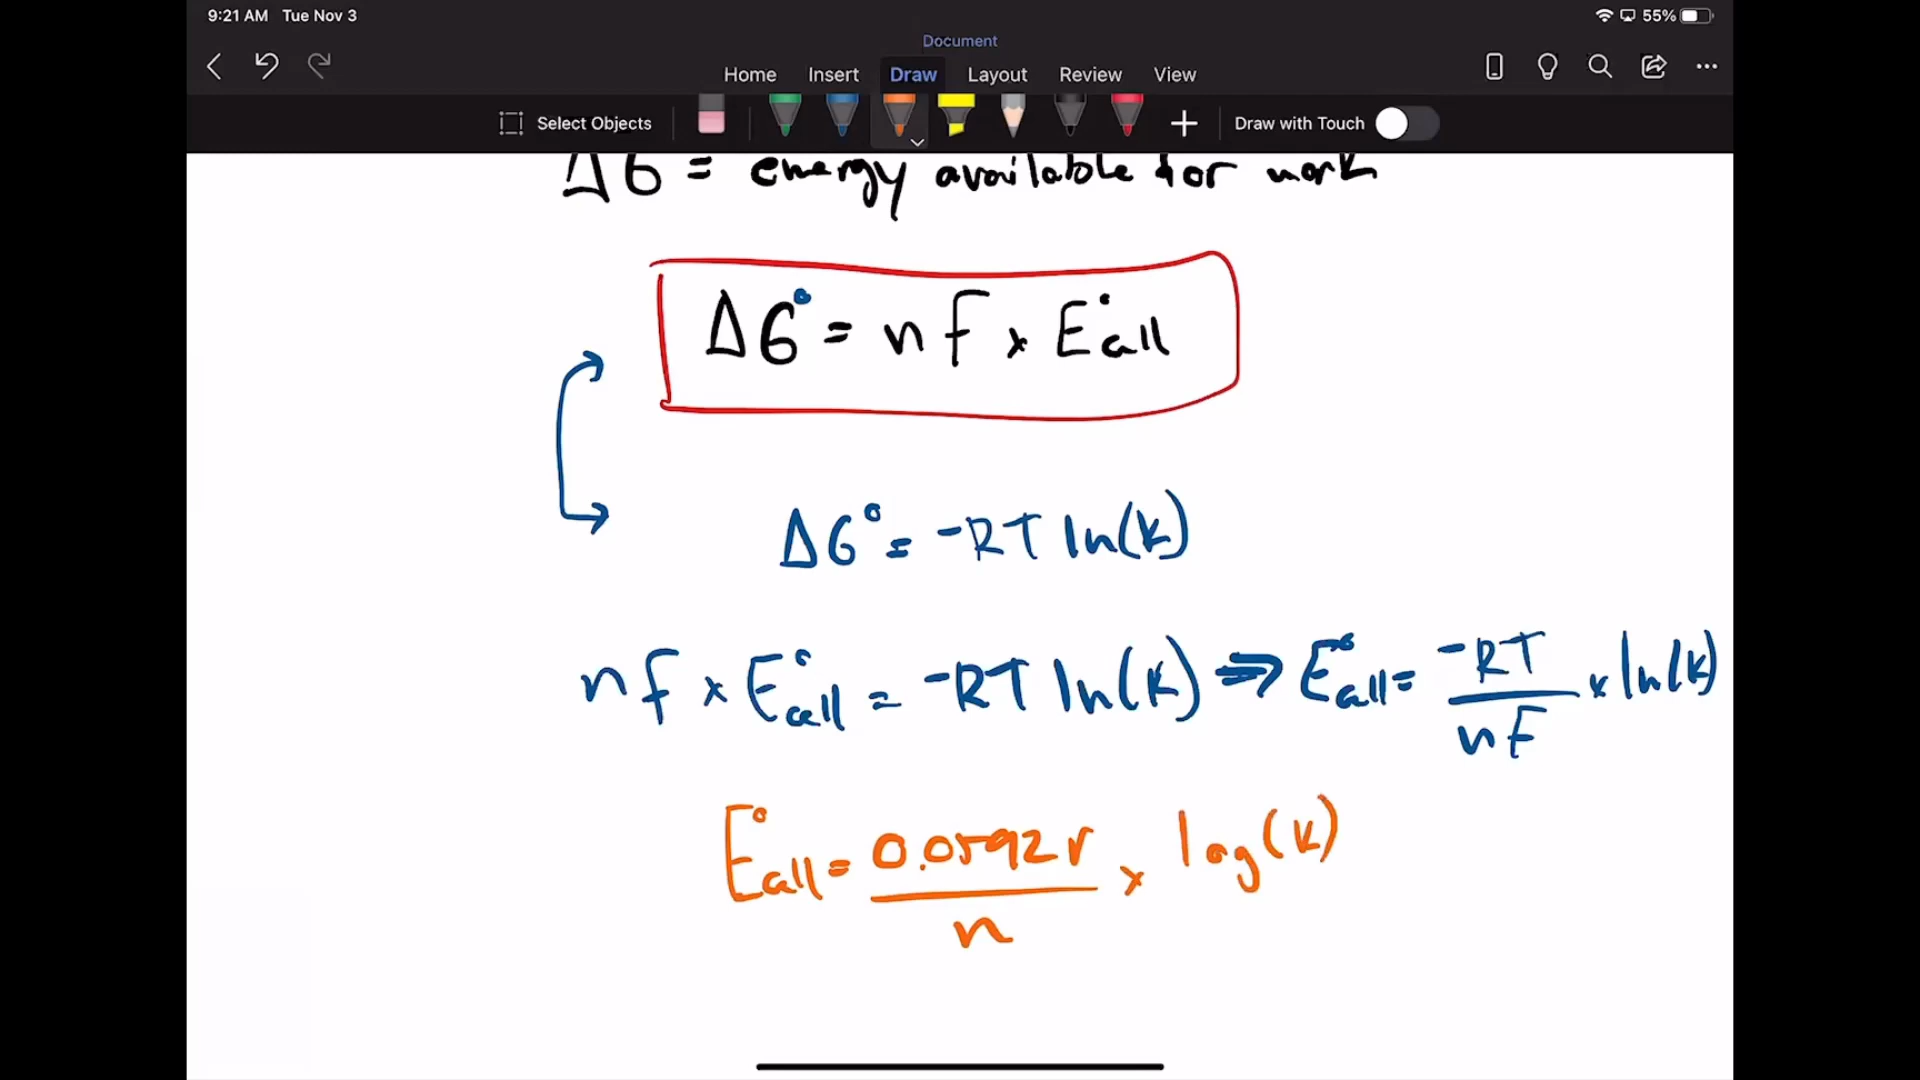 9:21 AM Tue Nov 3
55%
Document
Home Insert Draw Layout Review View
Select Objects
Draw with Touch
ΔG = energy available for work
ΔG° = nF x E°cell
ΔG° = -RT ln(K)
nF x E°cell = -RT ln(K) ⇒ E°cell = -RT/nF x ln(K)
E°cell = 0.0592V/n x log(K)